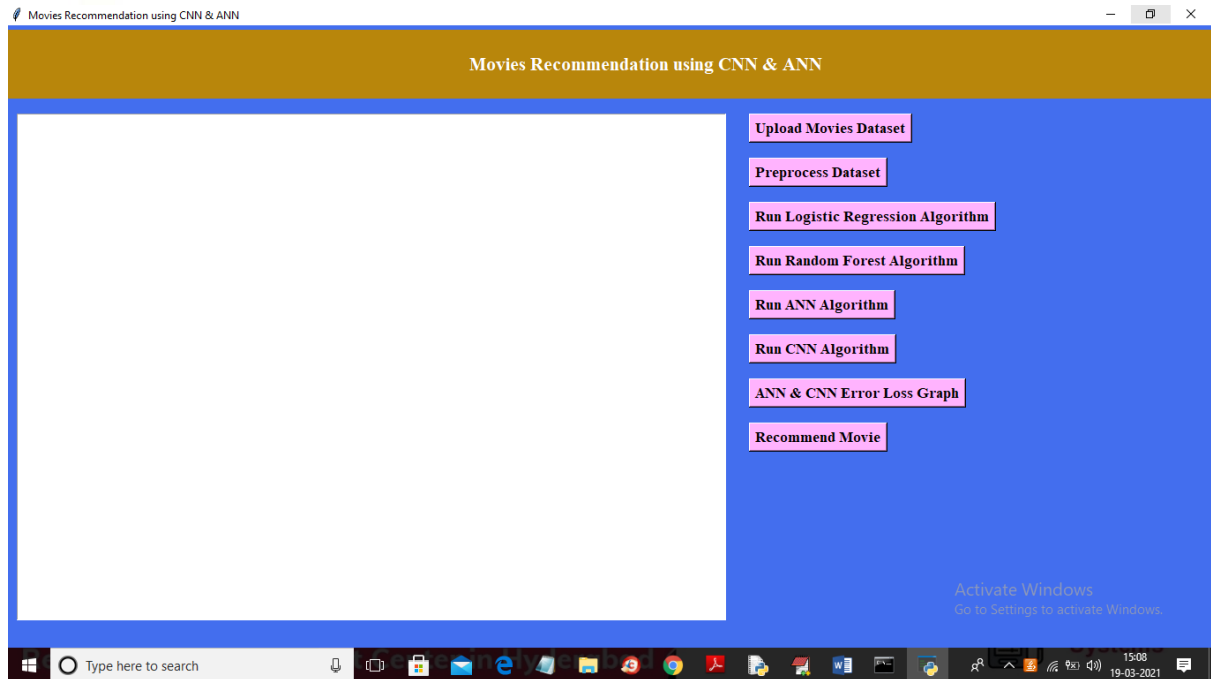 Movies Recommendation using CNN & ANN
Movies Recommendation using CNN & ANN
Upload Movies Dataset
Preprocess Dataset
Run Logistic Regression Algorithm
Run Random Forest Algorithm
Run ANN Algorithm
Run CNN Algorithm
ANN & CNN Error Loss Graph
Recommend Movie
Activate Windows
Go to Settings to activate Windows.
Systems
Type here to search
15:08
19-03-2021